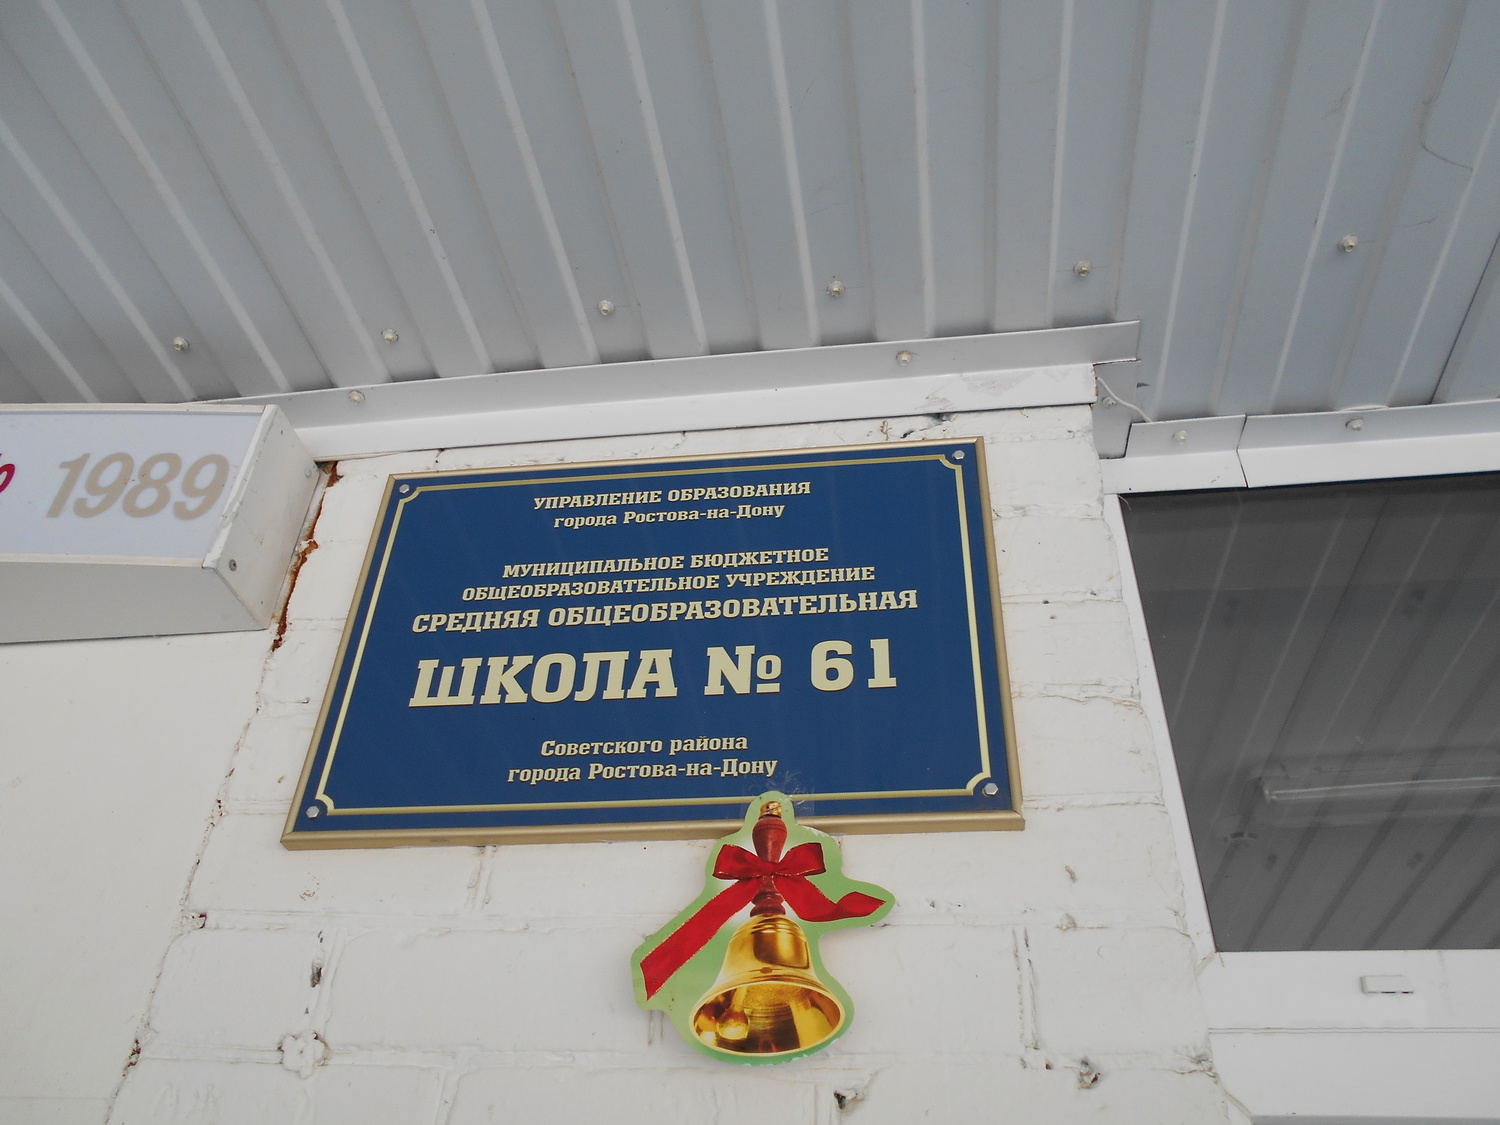 1989
УПРАВЛЕНИЕ ОБРАЗОВАНИЯ
города Ростова-на-Дону
МУНИЦИПАЛЬНОЕ БЮДЖЕТНОЕ
ОБЩЕОБРАЗОВАТЕЛЬНОЕ УЧРЕЖДЕНИЕ
СРЕДНЯЯ ОБЩЕОБРАЗОВАТЕЛЬНАЯ
ШКОЛА № 61
Советского района
города Ростова-на-Дону